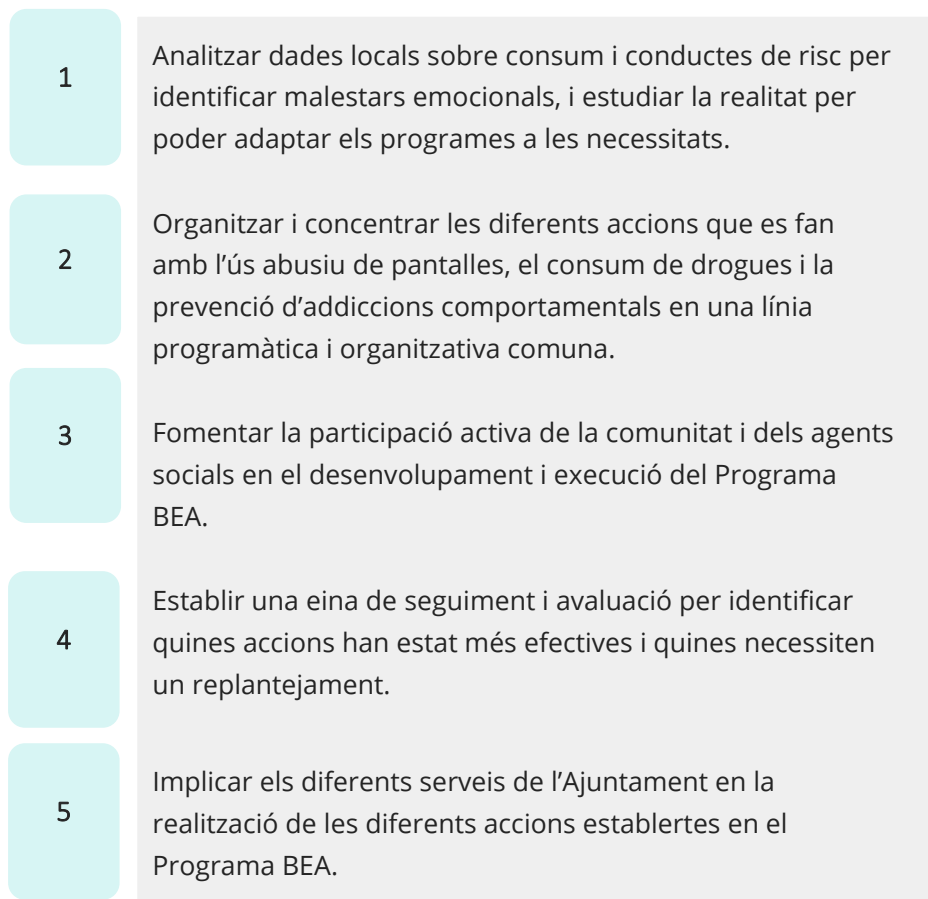 1
Analitzar dades locals sobre consum i conductes de risc per
identificar malestars emocionals, i estudiar la realitat per
poder adaptar els programes a les necessitats.
2
Organitzar i concentrar les diferents accions que es fan
amb l’ús abusiu de pantalles, el consum de drogues i la
prevenció d’addiccions comportamentals en una línia
programàtica i organitzativa comuna.
3
Fomentar la participació activa de la comunitat i dels agents
socials en el desenvolupament i execució del Programa
BEA.
4
Establir una eina de seguiment i avaluació per identificar
quines accions han estat més efectives i quines necessiten
un replantejament.
5
Implicar els diferents serveis de l’Ajuntament en la
realització de les diferents accions establertes en el
Programa BEA.